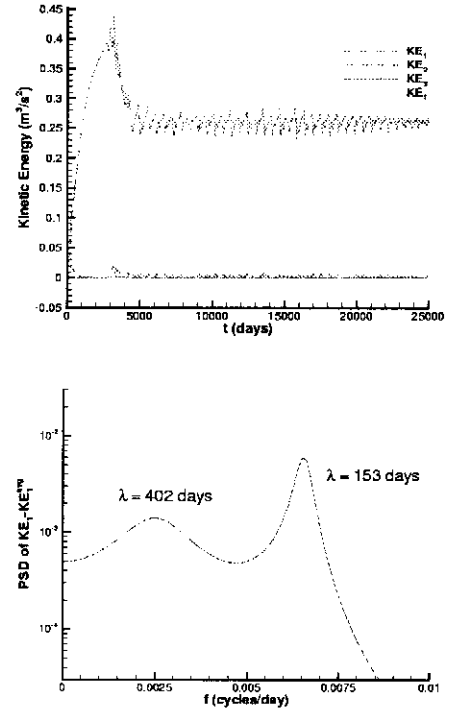 0.45
0.4
0.35
0.3
0.25
0.2
0.15
0.1
0.05
0
-0.05
Kinetic Energy (m³/s²)
KE₁
KE₂
KE₃
0 5000 10000 15000 20000 25000
t (days)
10⁻²
10⁻³
10⁻⁴
PSD of KE₁-KE₁
λ = 402 days
λ = 153 days
0 0.0025 0.005 0.0075 0.01
f (cycles/day)